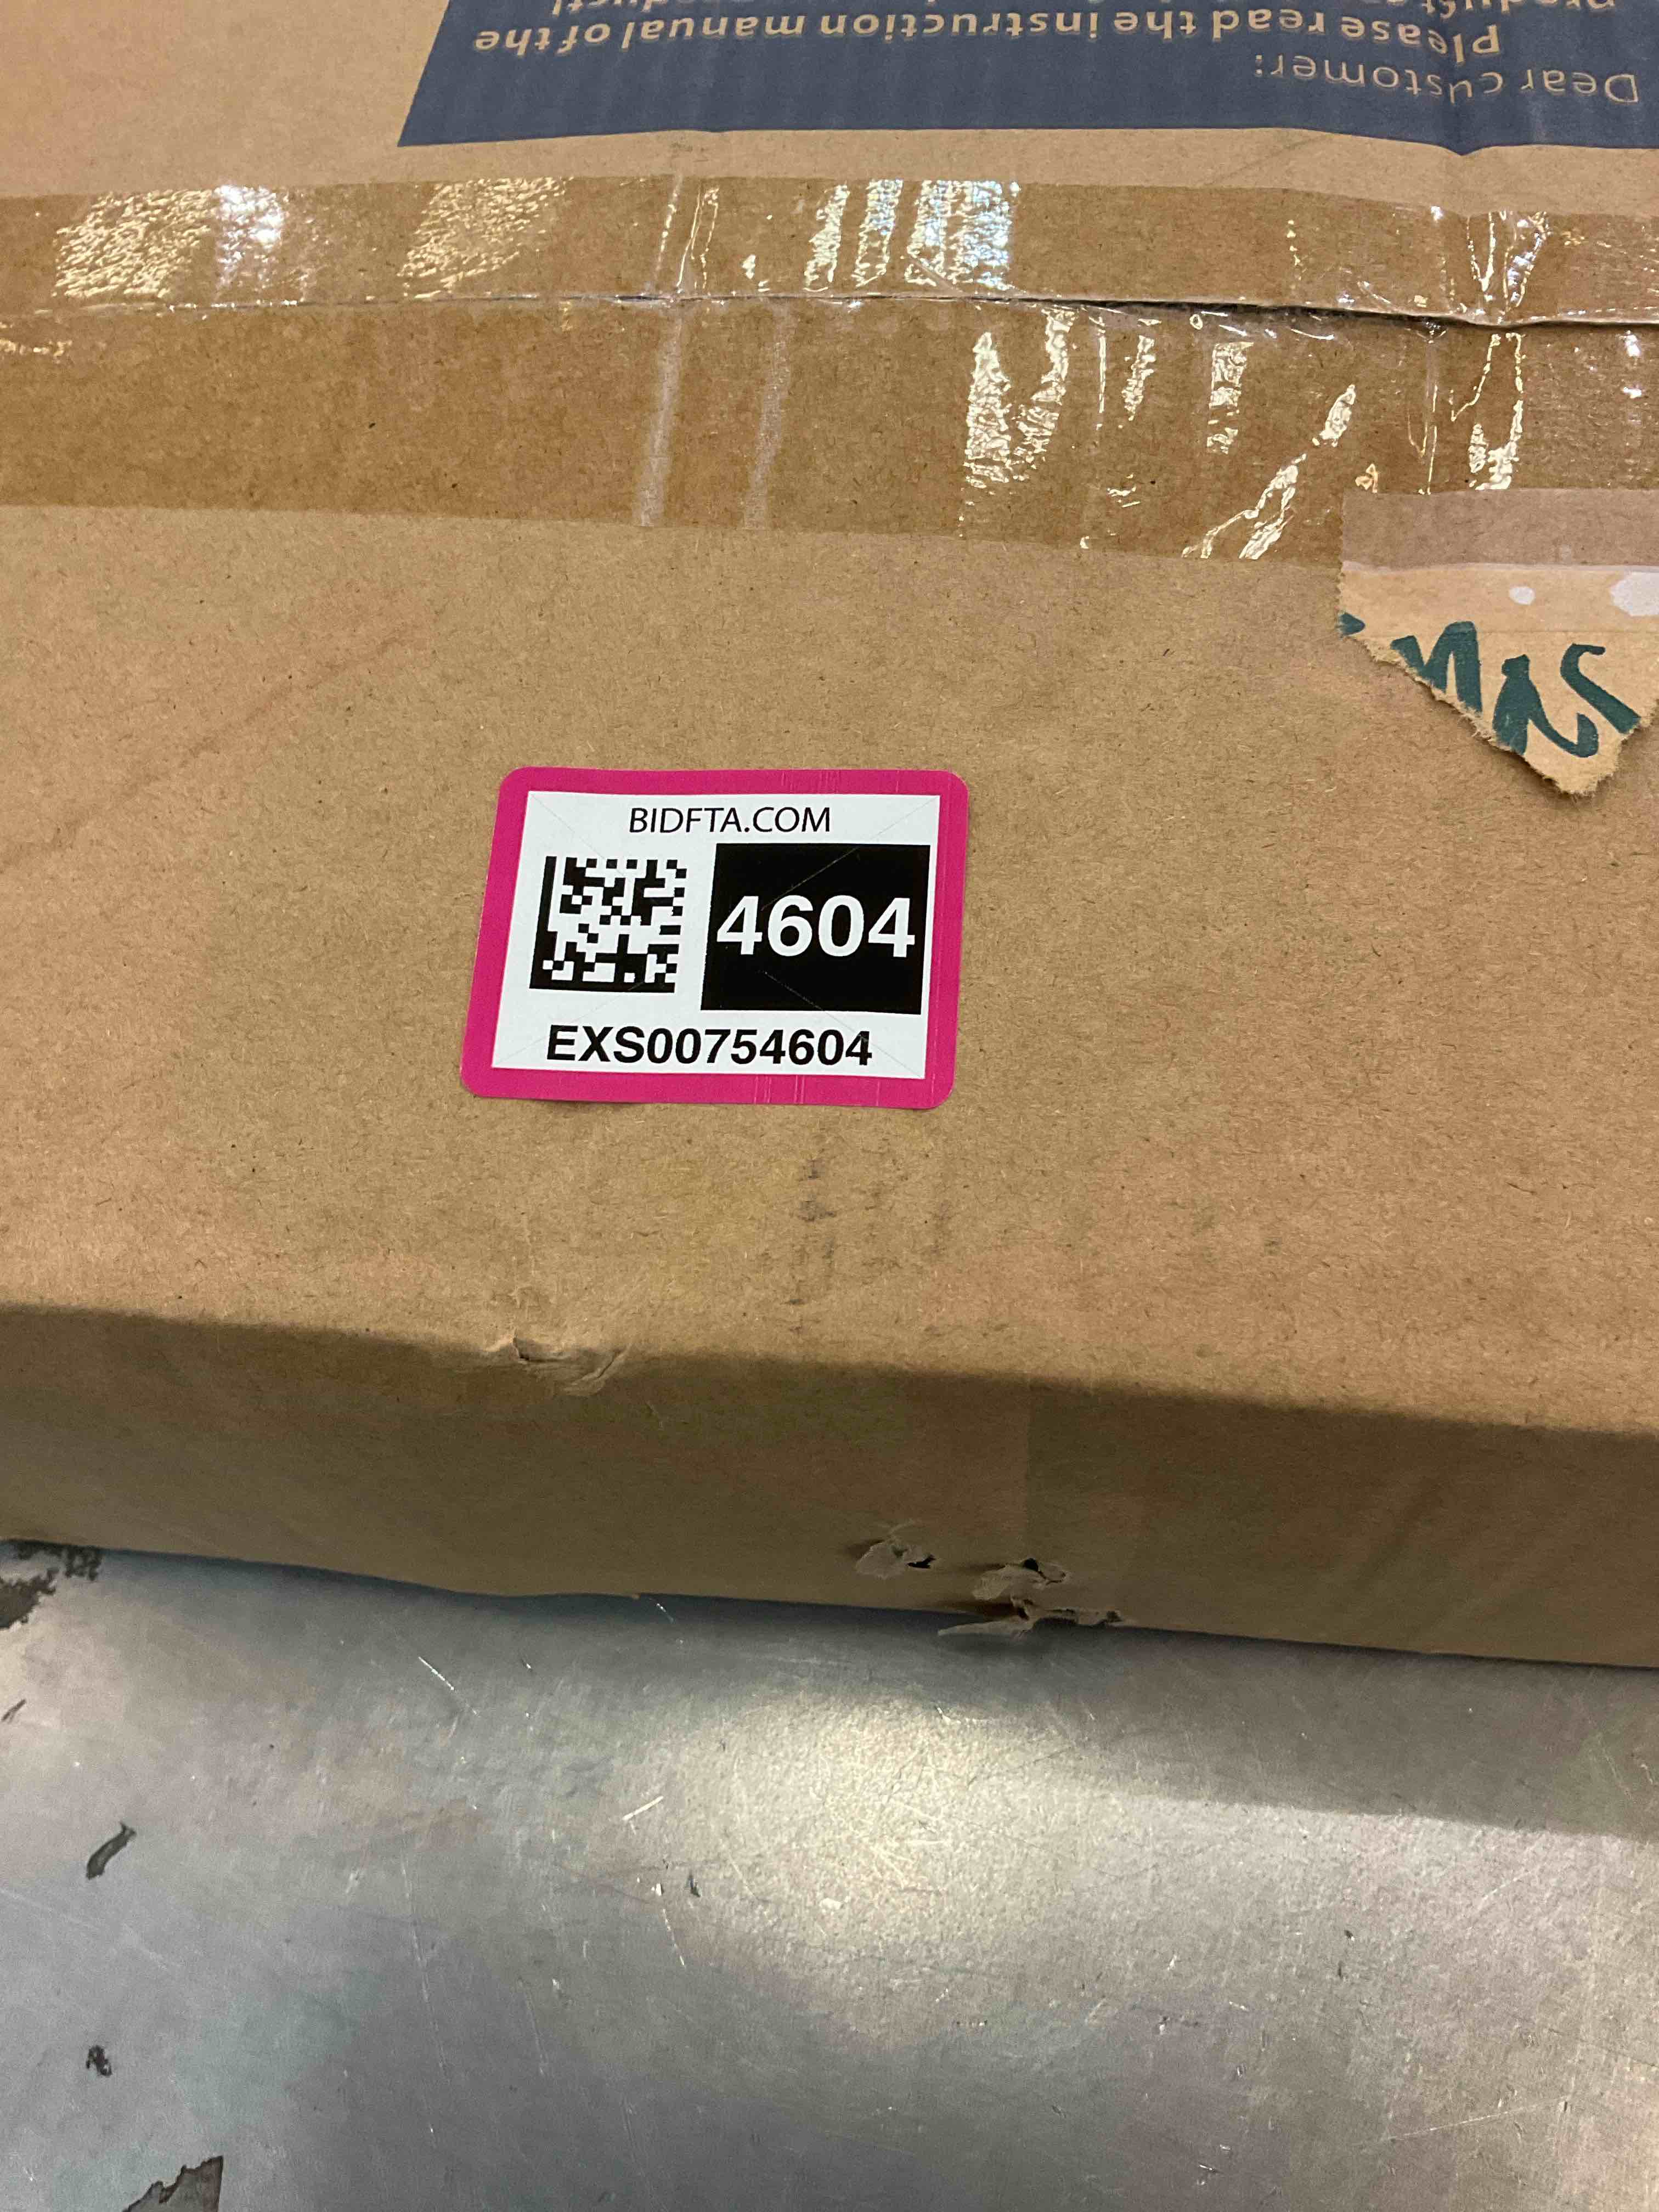 Dear customer:
please read the instruction manual of the
BIDFTA.COM
4604
EXS00754604